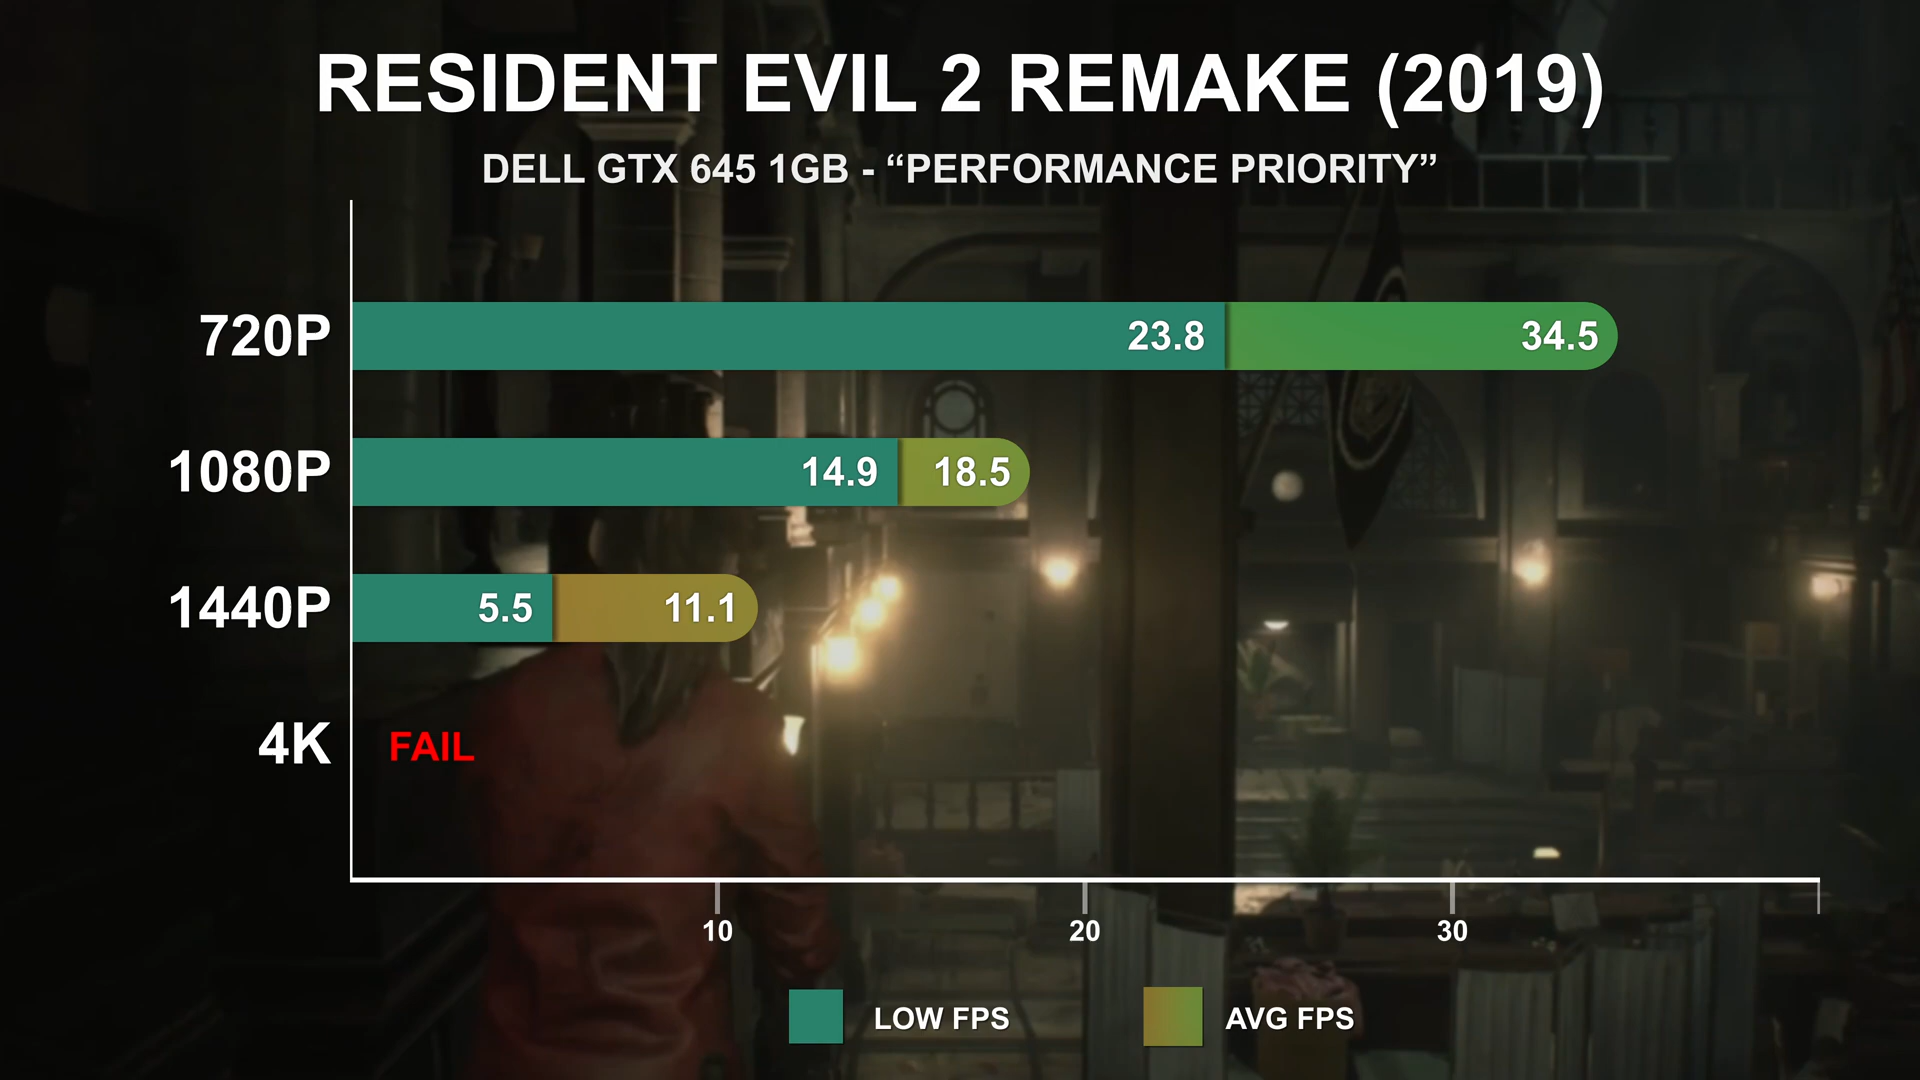 RESIDENT EVIL 2 REMAKE (2019)
DELL GTX 645 1GB - “PERFORMANCE PRIORITY”
720P 23.8 34.5
1080P 14.9 18.5
1440P 5.5 11.1
4K FAIL
10 20 30
LOW FPS AVG FPS